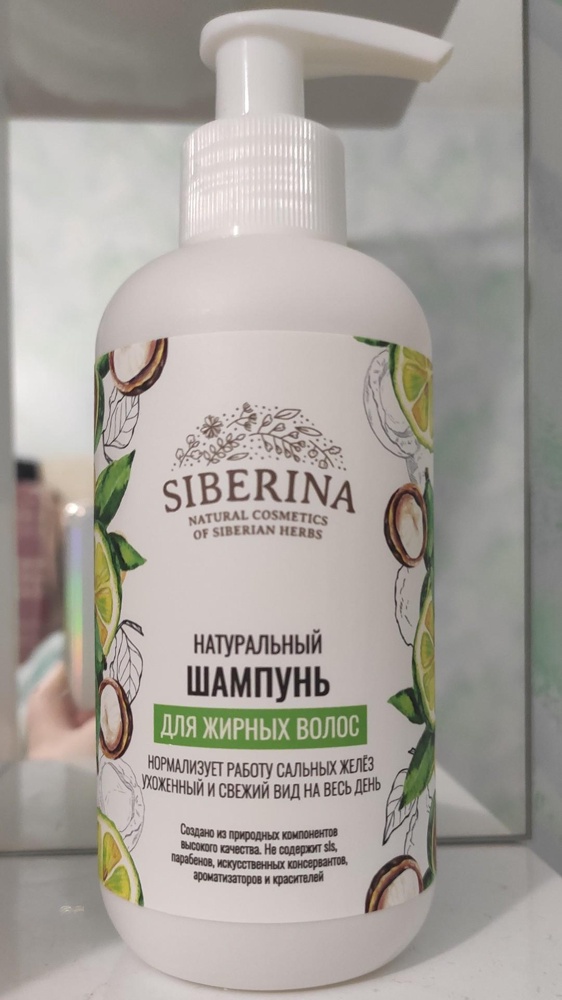 SIBERINA
NATURAL COSMETICS
OF SIBERIAN HERBS
НАТУРАЛЬНЫЙ
ШАМПУНЬ
ДЛЯ ЖИРНЫХ ВОЛОС
НОРМАЛИЗУЕТ РАБОТУ САЛЬНЫХ ЖЕЛЁЗ
УХОЖЕННЫЙ И СВЕЖИЙ ВИД НА ВЕСЬ ДЕНЬ
Создано из природных компонентов
высокого качества. Не содержит sls,
парабенов, искусственных консервантов,
ароматизаторов и красителей